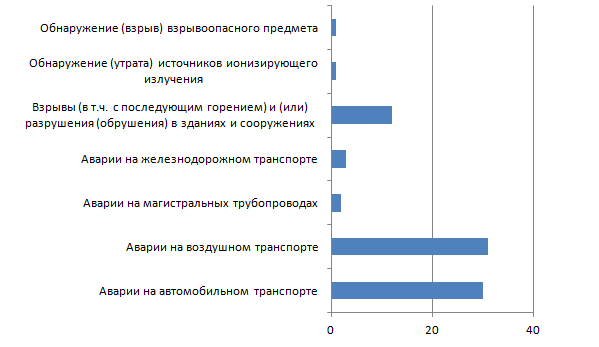 Обнаружение (взрыв) взрывоопасного предмета
Обнаружение (утрата) источников ионизирующего
излучения
Взрывы (в т.ч. с последующим горением) и (или)
разрушения (обрушения) в зданиях и сооружениях
Аварии на железнодорожном транспорте
Аварии на магистральных трубопроводах
Аварии на воздушном транспорте
Аварии на автомобильном транспорте
0 20 40